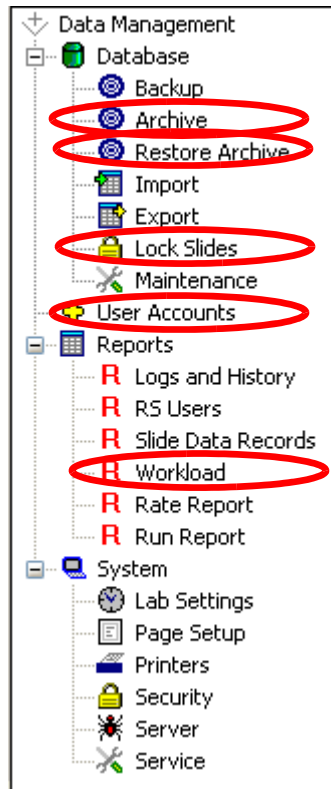 Data Management
Database
Backup
Archive
Restore Archive
Import
Export
Lock Slides
Maintenance
User Accounts
Reports
R Logs and History
R RS Users
R Slide Data Records
R Workload
R Rate Report
R Run Report
System
Lab Settings
Page Setup
Printers
Security
Server
Service